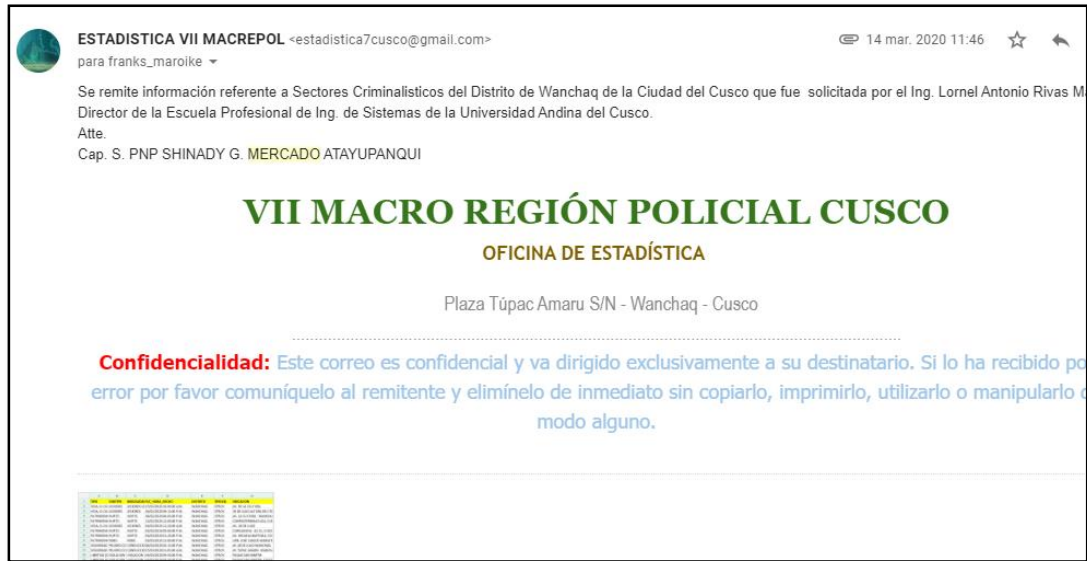 ESTADISTICA VII MACREPOL <estadistica7cusco@gmail.com>
14 mar. 2020 11:46
para franks_maroike
Se remite información referente a Sectores Criminalisticos del Distrito de Wanchaq de la Ciudad del Cusco que fue solicitada por el Ing. Lornel Antonio Rivas
Director de la Escuela Profesional de Ing. de Sistemas de la Universidad Andina del Cusco.
Atte.
Cap. S. PNP SHINADY G. MERCADO ATAYUPANQUI
VII MACRO REGIÓN POLICIAL CUSCO
OFICINA DE ESTADÍSTICA
Plaza Túpac Amaru S/N - Wanchaq - Cusco
Confidencialidad: Este correo es confidencial y va dirigido exclusivamente a su destinatario. Si lo ha recibido
error por favor comuníquelo al remitente y elimínelo de inmediato sin copiarlo, imprimirlo, utilizarlo o manipularlo
modo alguno.